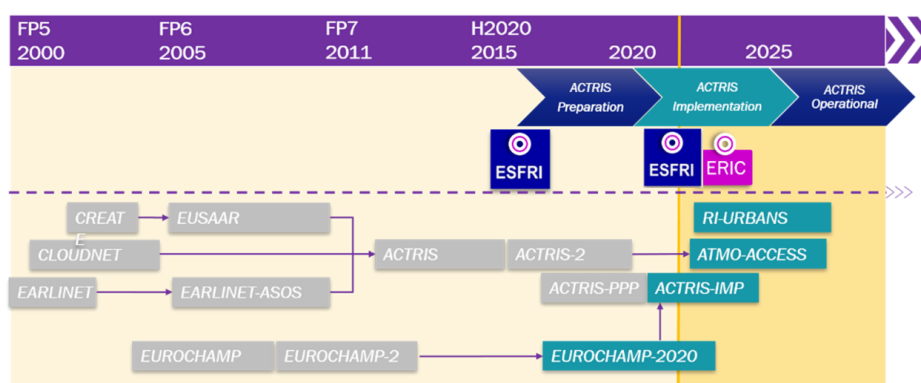 FP5 FP6 FP7 H2020
2000 2005 2011 2015 2020 2025
ACTRIS Preparation
ACTRIS Implementation
ACTRIS Operational
ESFRI
ESFRI
ERIC
CREAT
E
EUSAAR
RI-URBANS
CLOUDNET
ACTRIS
ACTRIS-2
ATMO-ACCESS
EARLINET
EARLINET-ASOS
ACTRIS-PPP
ACTRIS-IMP
EUROCHAMP
EUROCHAMP-2
EUROCHAMP-2020